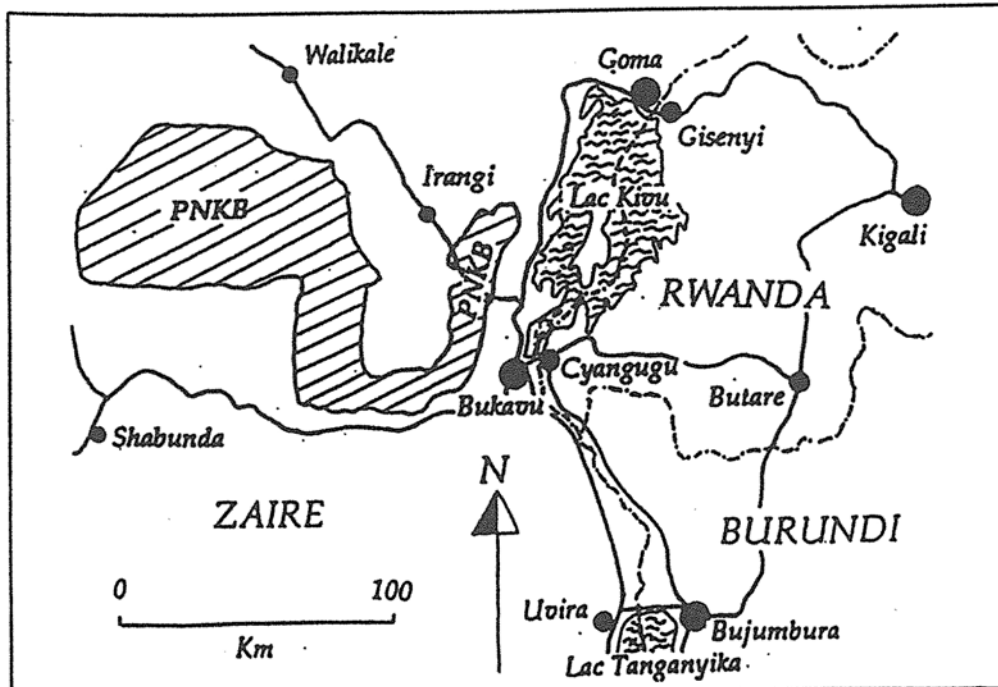 Walikale
Goma
Gisenyi
Irangi
PNKB
Lac Kivu
Kigali
PNKB
RWANDA
Cyangugu
Bukavu
Butare
Shabunda
N
ZAIRE
BURUNDI
0 100
Km
Uvira
Bujumbura
Lac Tanganyika